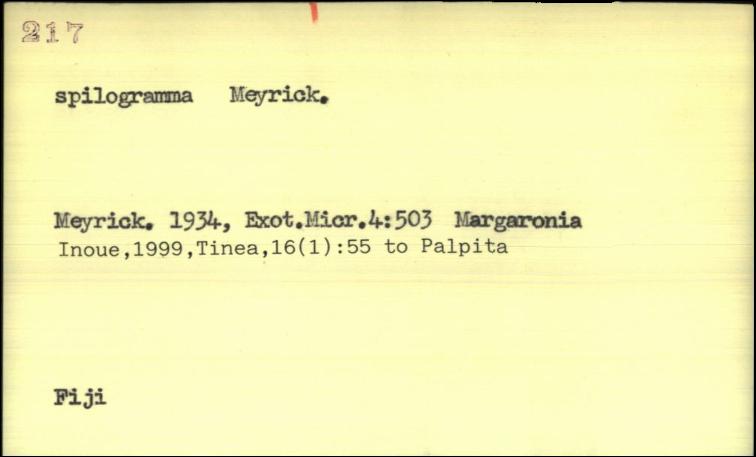 217
spilogramma Meyrick.
Meyrick. 1934, Exot.Micr.4:503 Margaronia
Inoue,1999,Tinea,16(1):55 to Palpita
Fiji